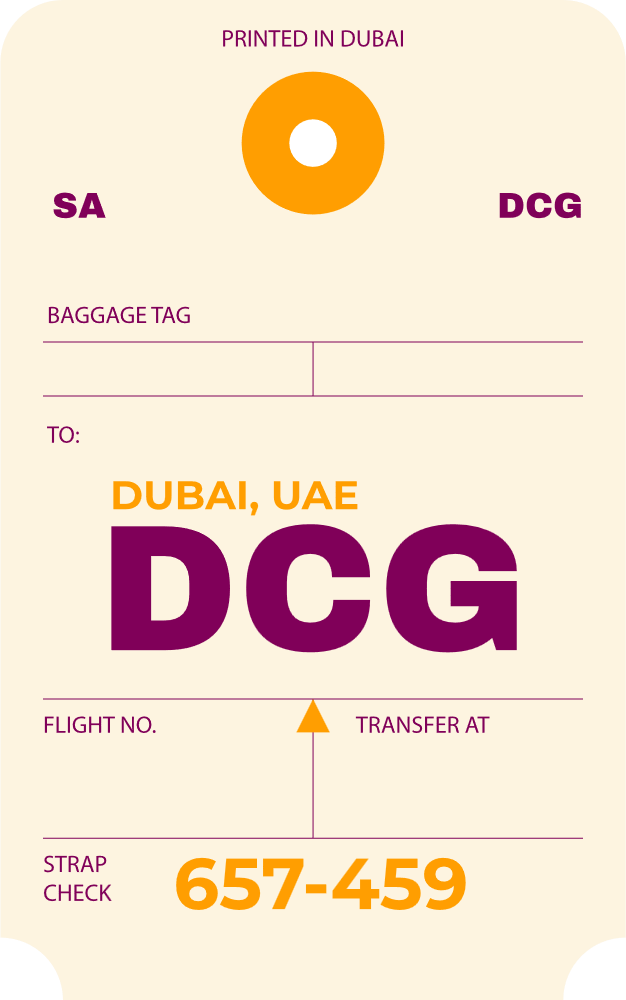 PRINTED IN DUBAI
SA
DCG
BAGGAGE TAG
TO:
DUBAI, UAE
DCG
FLIGHT NO.
TRANSFER AT
STRAP
CHECK
657-459